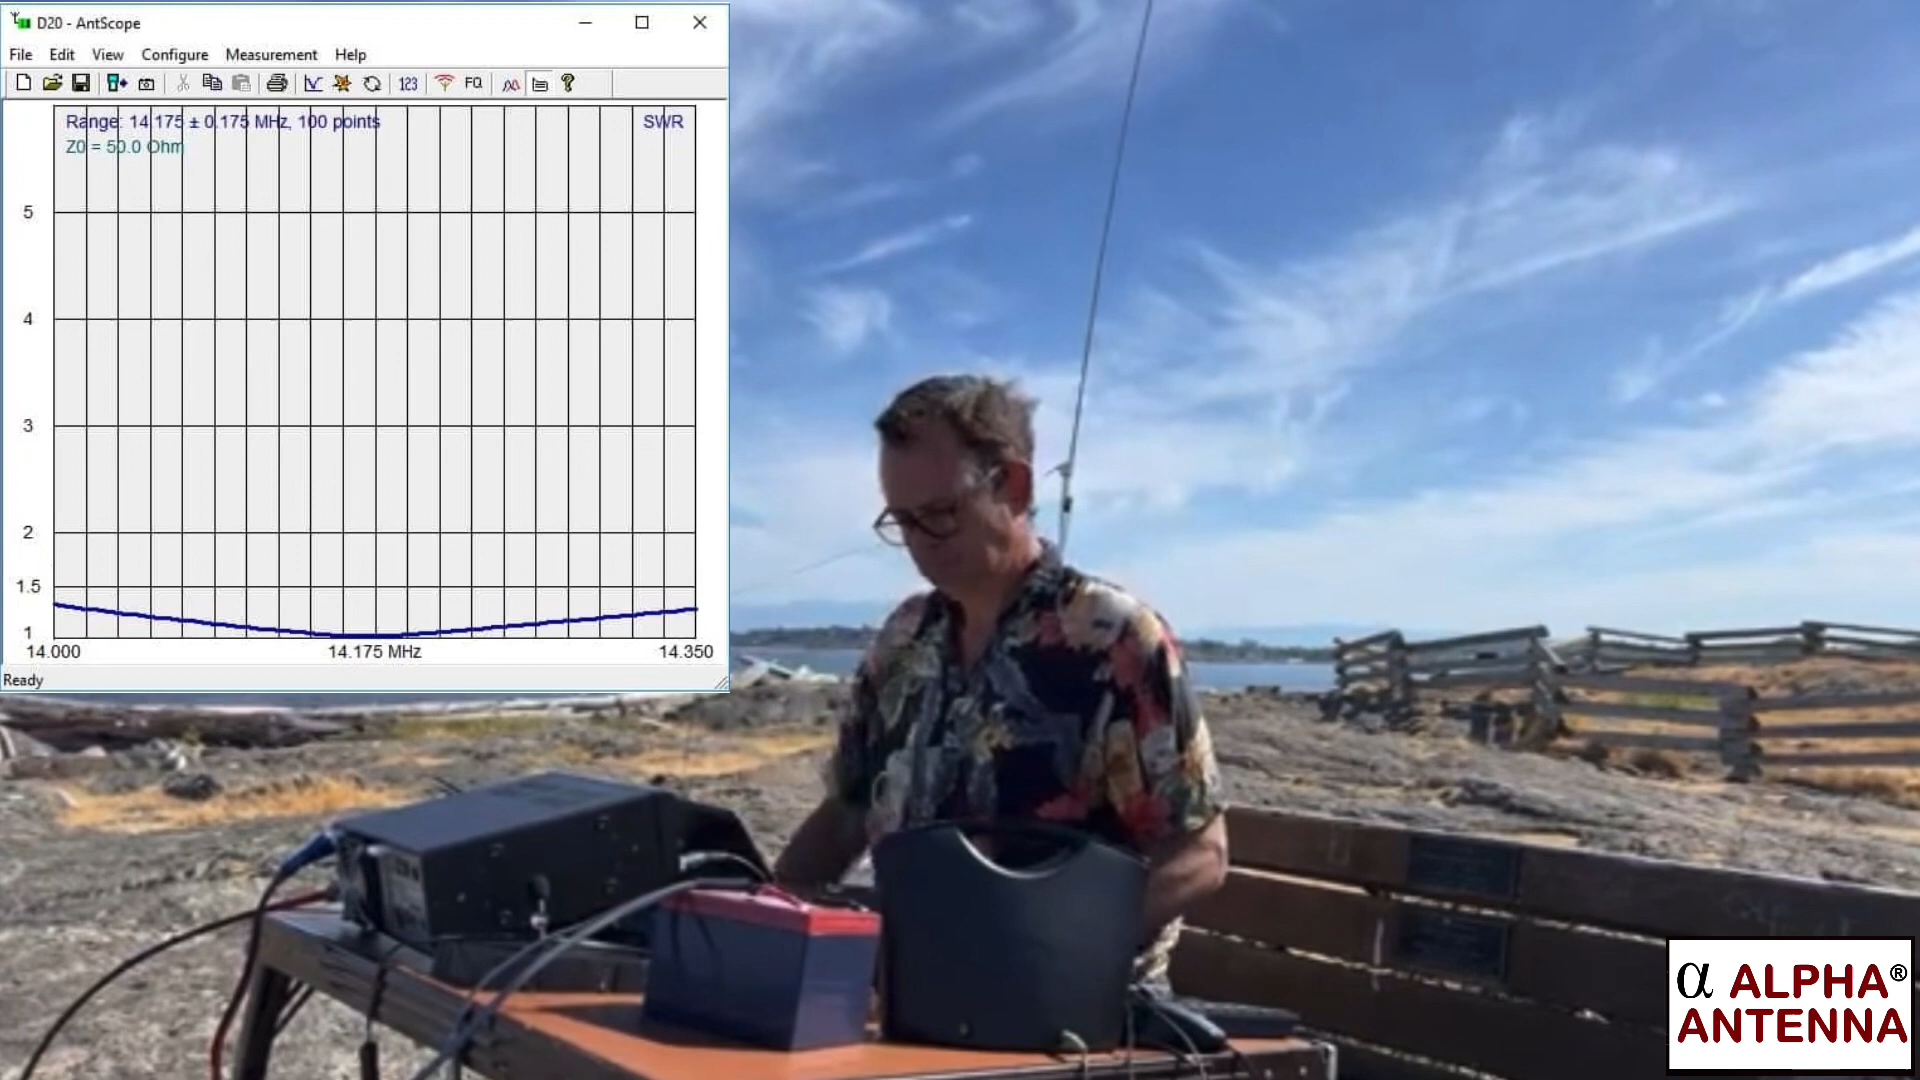 D20 - AntScope
File Edit View Configure Measurement Help
123 FQ
Range: 14.175 ± 0.175 MHz, 100 points
SWR
Z0 = 50.0 Ohm
5
4
3
2
1.5
1
14.000
14.175 MHz
14.350
Ready
α ALPHA®
ANTENNA